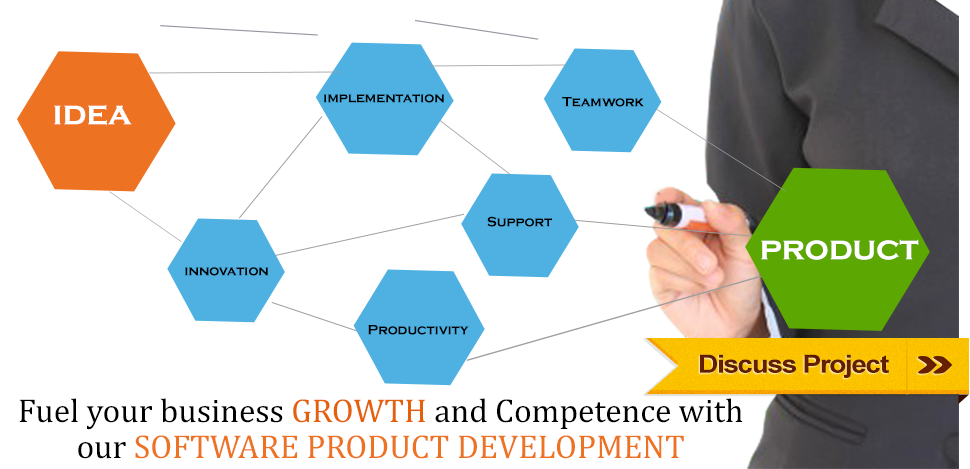 IDEA
IMPLEMENTATION
TEAMWORK
SUPPORT
PRODUCT
INNOVATION
PRODUCTIVITY
Discuss Project »
Fuel your business GROWTH and Competence with
our SOFTWARE PRODUCT DEVELOPMENT